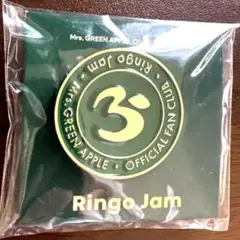 Mrs. GREEN APPLE O
Mrs. GREEN APPLE • OFFICIAL FAN CLUB • Ringo Jam •
Ringo Jam